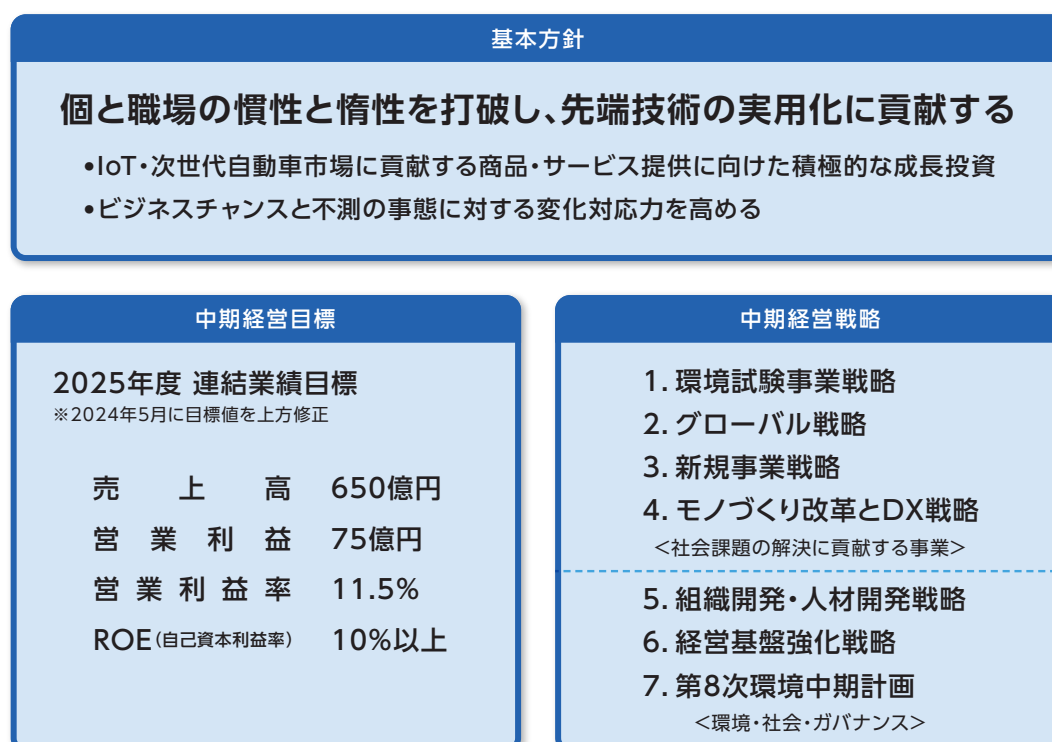 基本方針
個と職場の慣性と惰性を打破し、先端技術の実用化に貢献する
•IoT・次世代自動車市場に貢献する商品・サービス提供に向けた積極的な成長投資
•ビジネスチャンスと不測の事態に対する変化対応力を高める
中期経営目標
2025年度 連結業績目標
※2024年5月に目標値を上方修正
売上高 650億円
営業利益 75億円
営業利益率 11.5%
ROE(自己資本利益率) 10%以上
中期経営戦略
1. 環境試験事業戦略
2. グローバル戦略
3. 新規事業戦略
4. モノづくり改革とDX戦略
<社会課題の解決に貢献する事業>
5. 組織開発・人材開発戦略
6. 経営基盤強化戦略
7. 第8次環境中期計画
<環境・社会・ガバナンス>